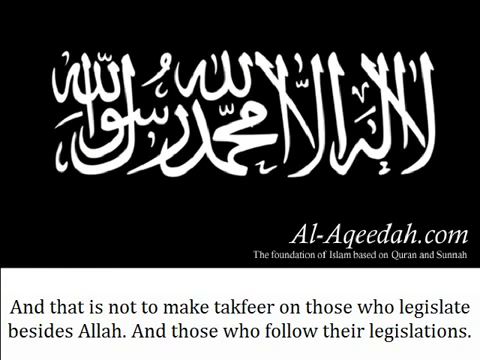 لا إله إلا الله محمد رسول الله
Al-Aqeedah.com
The foundation of Islam based on Quran and Sunnah
And that is not to make takfeer on those who legislate
besides Allah. And those who follow their legislations.